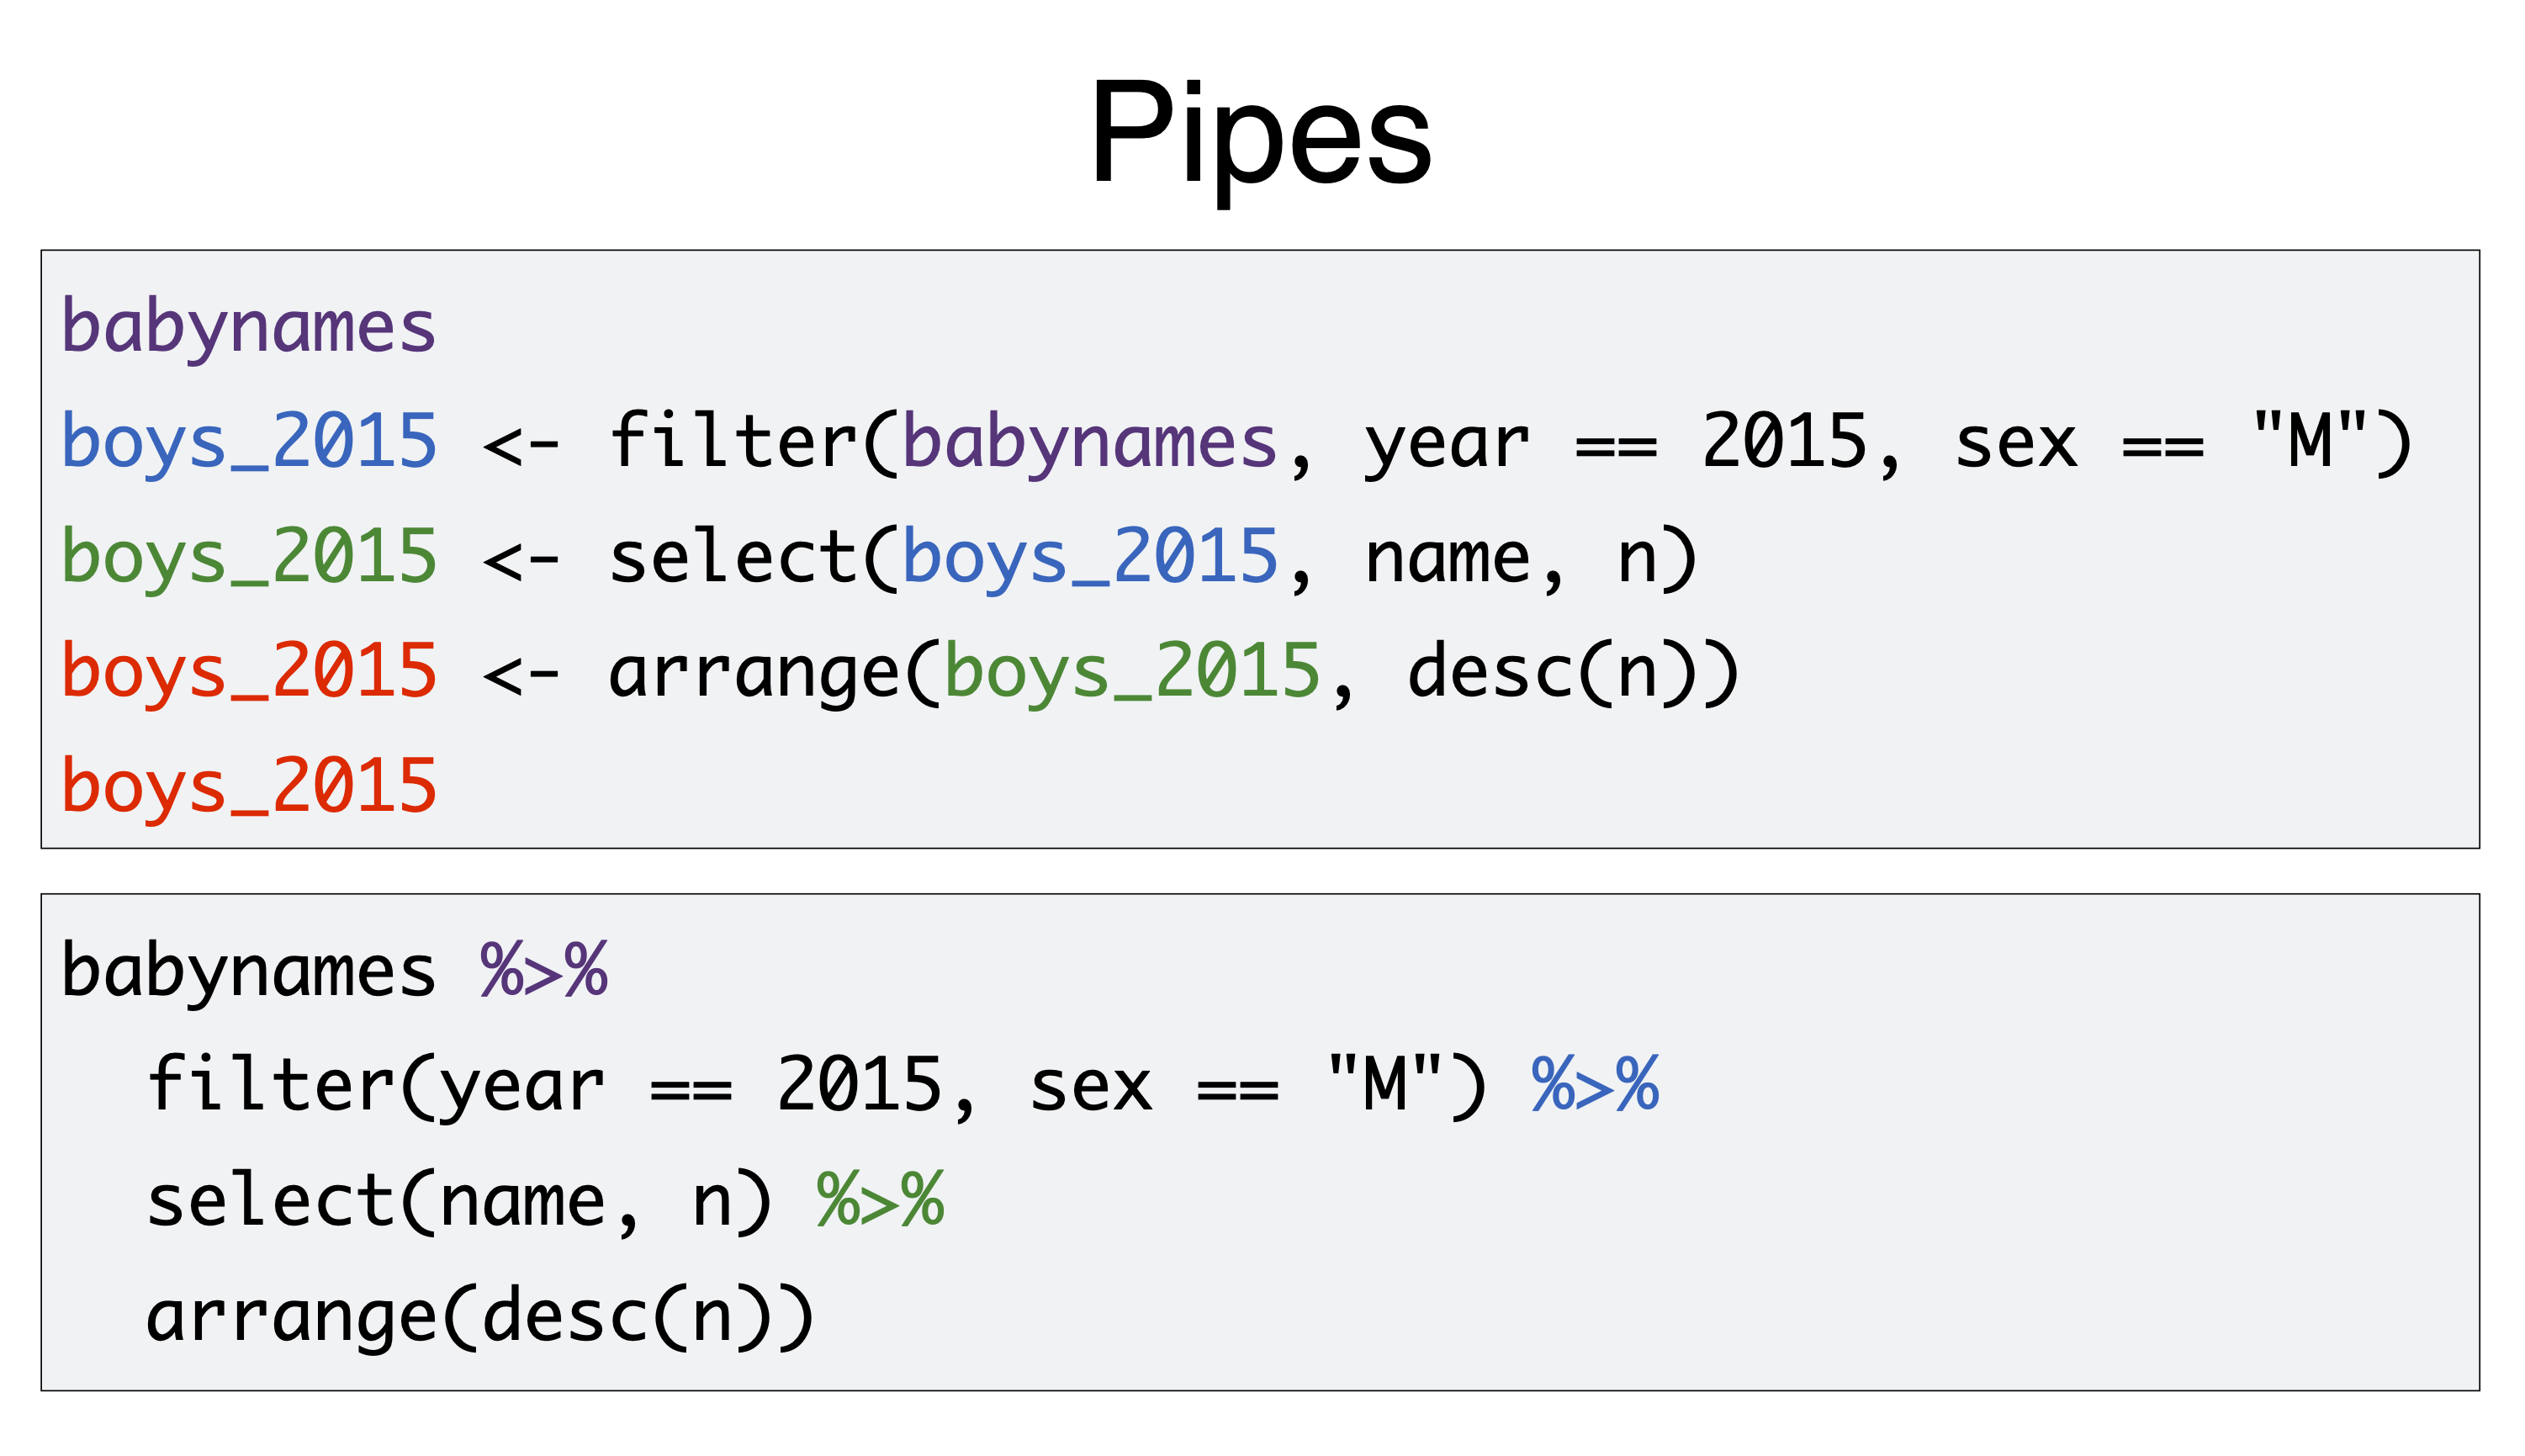 Pipes
babynames
boys_2015 <- filter(babynames, year == 2015, sex == "M")
boys_2015 <- select(boys_2015, name, n)
boys_2015 <- arrange(boys_2015, desc(n))
boys_2015
babynames %>%
  filter(year == 2015, sex == "M") %>%
  select(name, n) %>%
  arrange(desc(n))